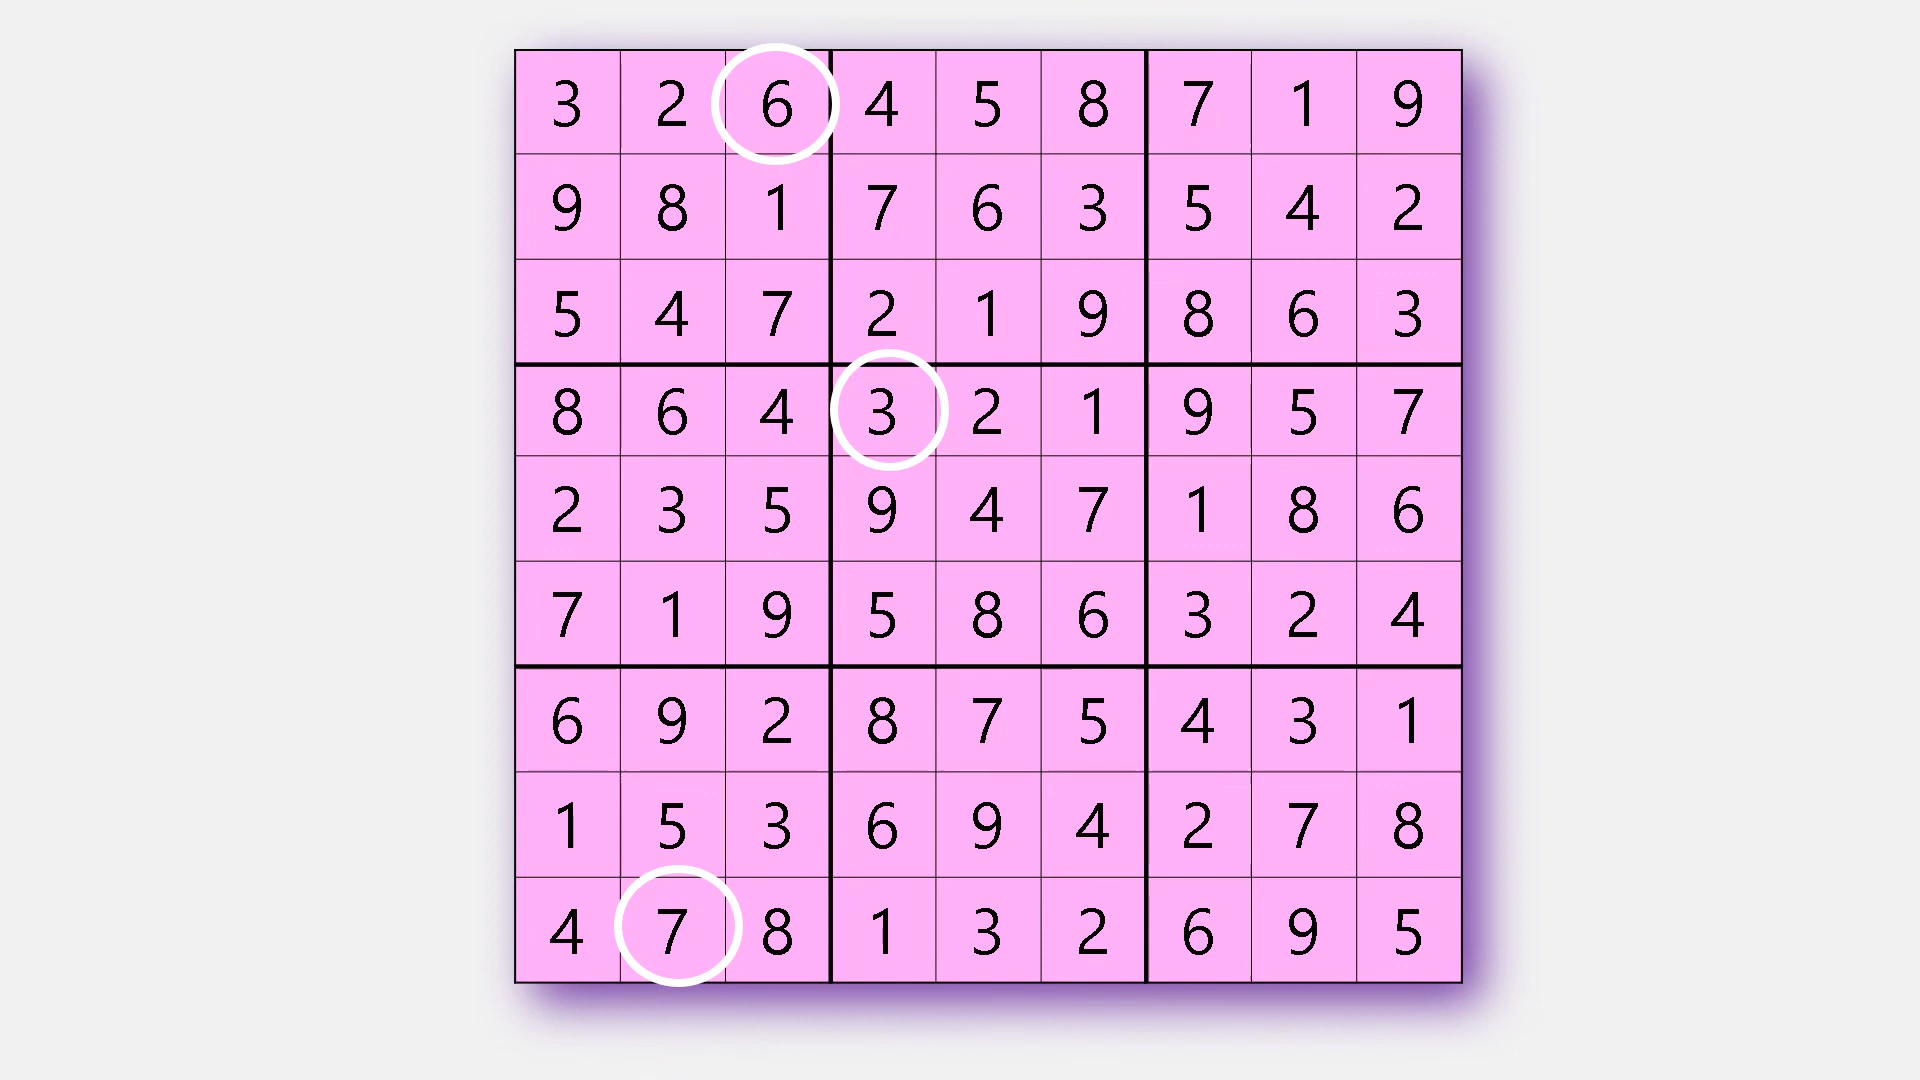 3 2 6 4 5 8 7 1 9
9 8 1 7 6 3 5 4 2
5 4 7 2 1 9 8 6 3
8 6 4 3 2 1 9 5 7
2 3 5 9 4 7 1 8 6
7 1 9 5 8 6 3 2 4
6 9 2 8 7 5 4 3 1
1 5 3 6 9 4 2 7 8
4 7 8 1 3 2 6 9 5